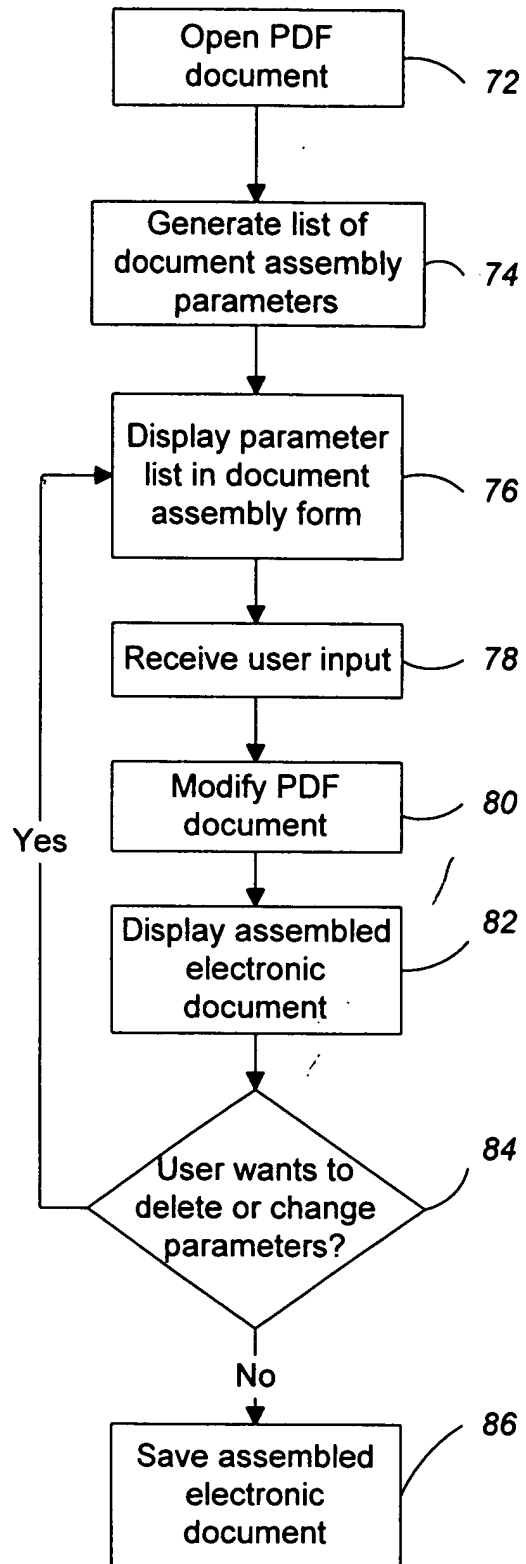 Open PDF
document
72
Generate list of
document assembly
parameters
74
Display parameter
list in document
assembly form
76
Receive user input
78
Modify PDF
document
80
Yes
Display assembled
electronic
document
82
User wants to
delete or change
parameters?
84
No
Save assembled
electronic
document
86